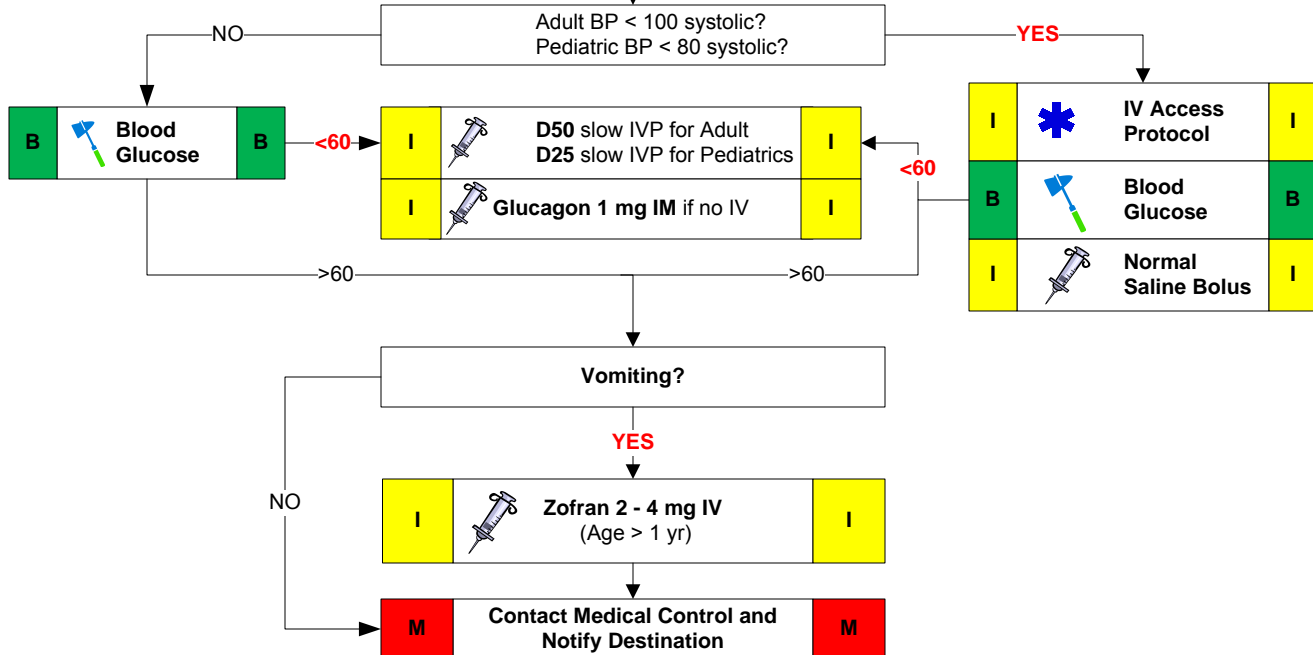 Adult BP < 100 systolic?
Pediatric BP < 80 systolic?
NO
YES
B
Blood
Glucose
B
<60
I
D50 slow IVP for Adult
D25 slow IVP for Pediatrics
I
I
Glucagon 1 mg IM if no IV
I
<60
I
IV Access
Protocol
I
B
Blood
Glucose
B
I
Normal
Saline Bolus
I
>60
>60
Vomiting?
YES
NO
I
Zofran 2 - 4 mg IV
(Age > 1 yr)
I
M
Contact Medical Control and
Notify Destination
M